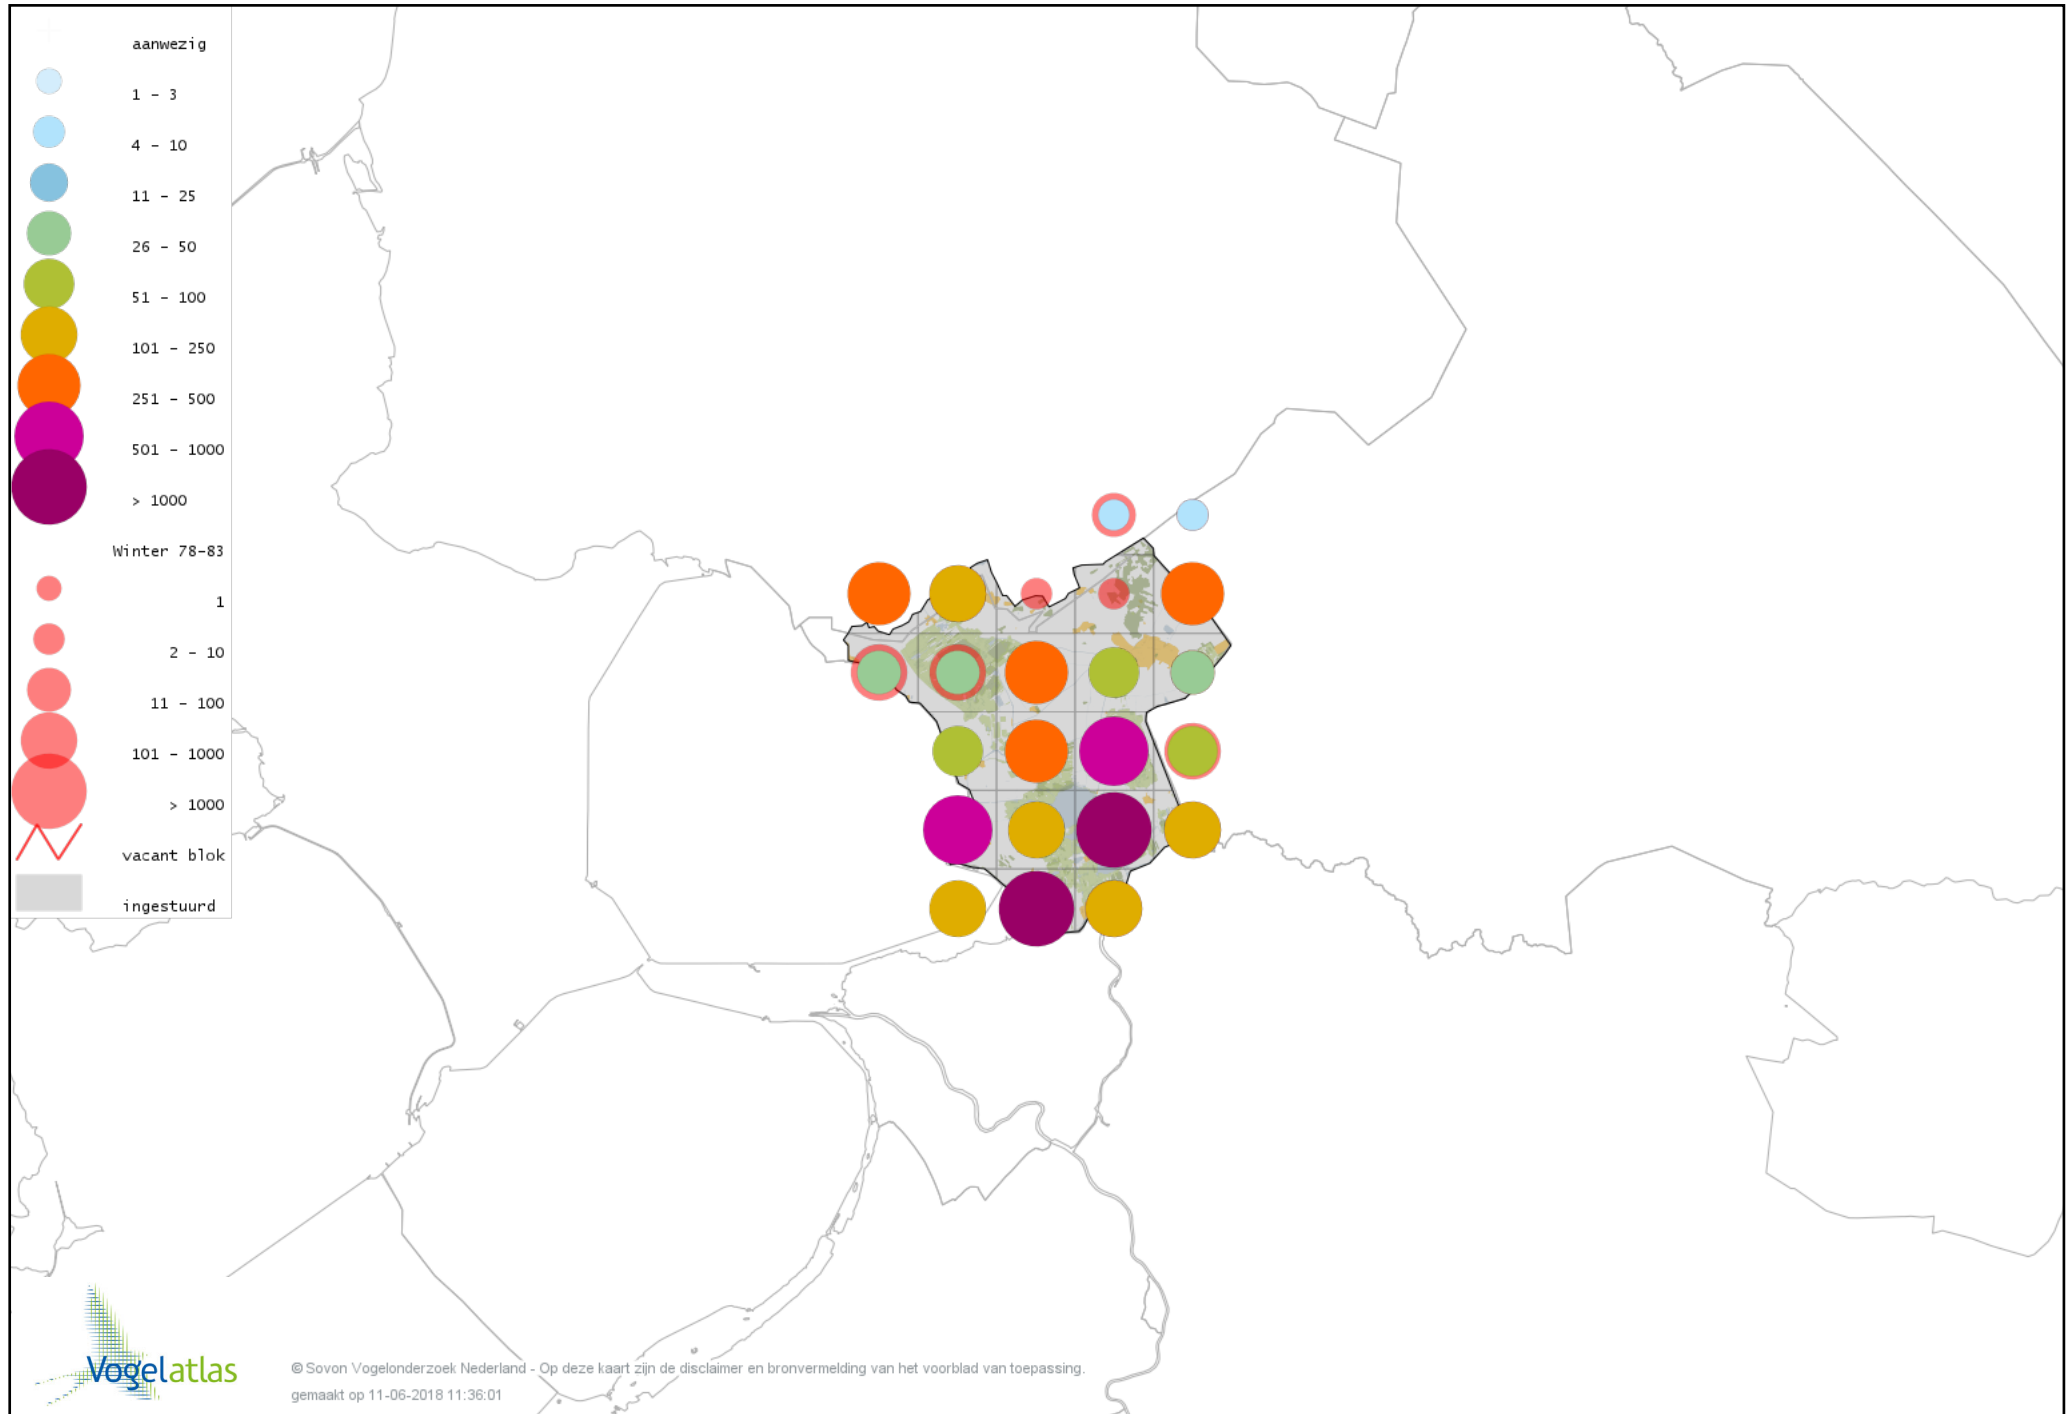 aanwezig
1 - 3
4 - 10
11 - 25
26 - 50
51 - 100
101 - 250
251 - 500
501 - 1000
> 1000
Winter 78-83
1
2 - 10
11 - 100
101 - 1000
> 1000
vacant blok
ingestuurd
Vogelatlas
© Sovon Vogelonderzoek Nederland - Op deze kaart zijn de disclaimer en bronvermelding van het voorblad van toepassing.
gemaakt op 11-06-2018 11:36:01